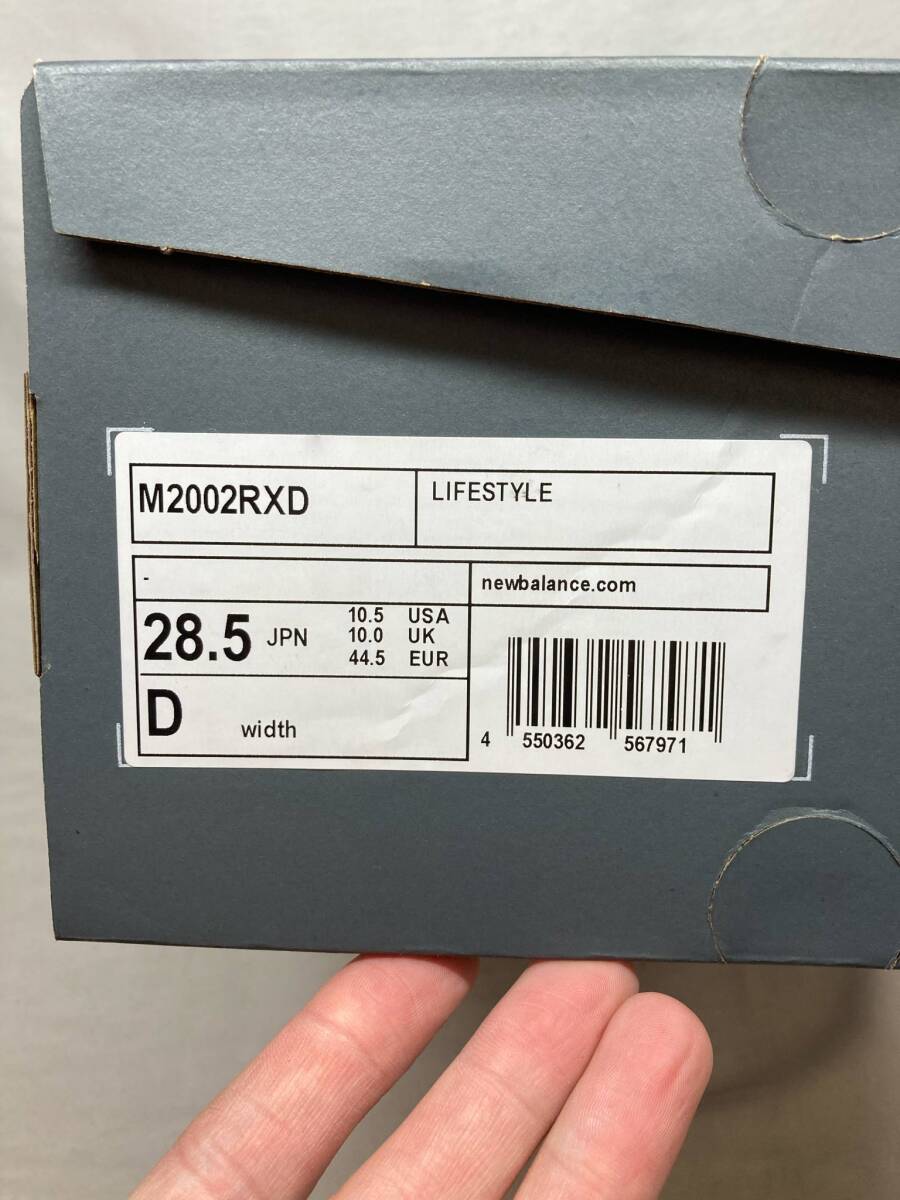 M2002RXD
LIFESTYLE
-
newbalance.com
28.5 JPN
10.5 USA
10.0 UK
44.5 EUR
D width
4 550362 567971